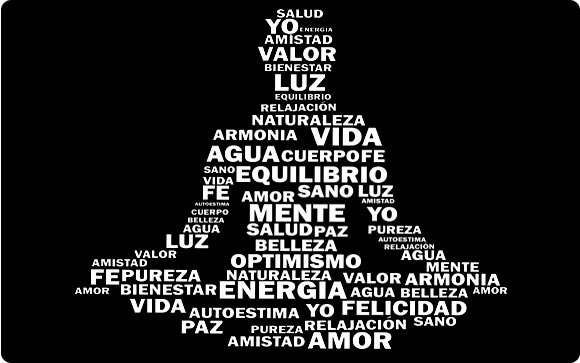 SALUD
YO ENERGIA
AMISTAD
VALOR
BIENESTAR
LUZ
EQUILIBRIO
RELAJACIÓN
NATURALEZA
ARMONIA VIDA
AGUA CUERPO FE
SANO EQUILIBRIO
VIDA
FE AMOR SANO LUZ
AUTOESTIMA AMISTAD
CUERPO MENTE YO
BELLEZA
AGUA SALUD PAZ PUREZA
LUZ BELLEZA AUTOESTIMA
RELAJACIÓN
VALOR OPTIMISMO AGUA
AMISTAD MENTE
FE PUREZA NATURALEZA VALOR ARMONIA
AMOR BIENESTAR ENERGIA AGUA BELLEZA AMOR
VIDA AUTOESTIMA YO FELICIDAD
PAZ PUREZA RELAJACIÓN SANO
AMISTAD AMOR